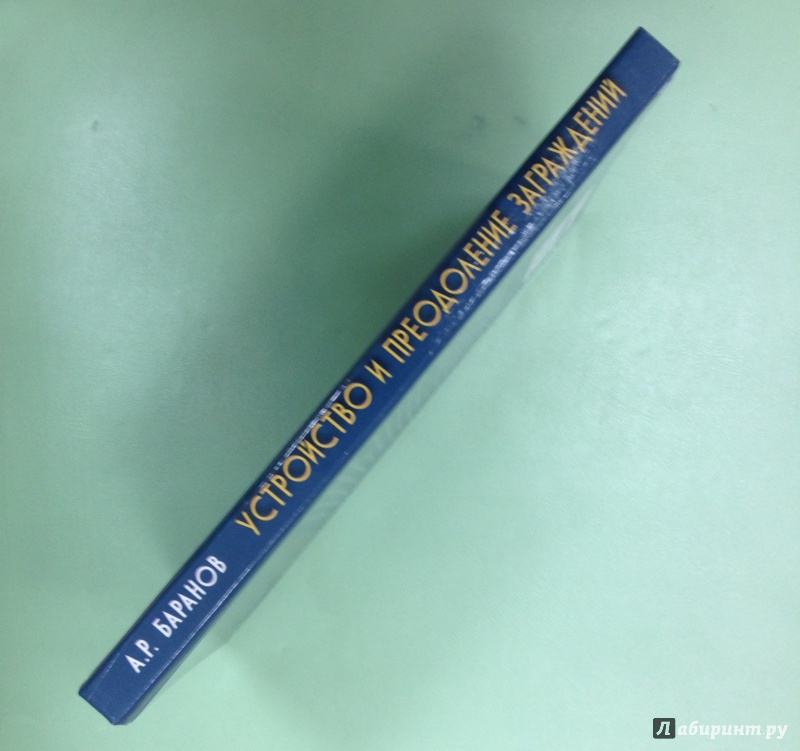 А.Р. БАРАНОВ
УСТРОЙСТВО И ПРЕОДОЛЕНИЕ ЗАГРАЖДЕНИЙ
Лабиринт.ру